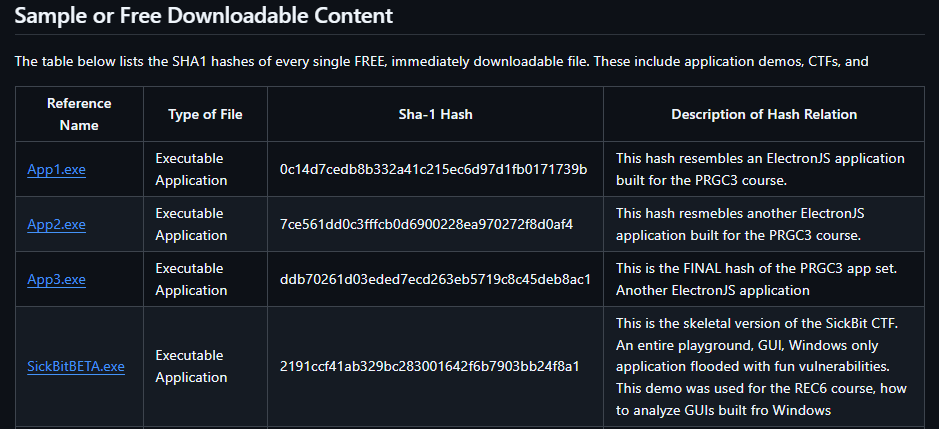 Sample or Free Downloadable Content
The table below lists the SHA1 hashes of every single FREE, immediately downloadable file. These include application demos, CTFs, and
Reference
Name
Type of File
Sha-1 Hash
Description of Hash Relation
App1.exe
Executable
Application
0c14d7cedb8b332a41c215ec6d97d1fb0171739b
This hash resembles an ElectronJS application
built for the PRGC3 course.
App2.exe
Executable
Application
7ce561dd0c3fffcb0d6900228ea970272f8d0af4
This hash resmebles another ElectronJS
application built for the PRGC3 course.
App3.exe
Executable
Application
ddb70261d03eded7ecd263eb5719c8c45deb8ac1
This is the FINAL hash of the PRGC3 app set.
Another ElectronJS application
SickBitBETA.exe
Executable
Application
2191ccf41ab329bc283001642f6b7903bb24f8a1
This is the skeletal version of the SickBit CTF.
An entire playground, GUI, Windows only
application flooded with fun vulnerabilities.
This demo was used for the REC6 course, how
to analyze GUIs built fro Windows